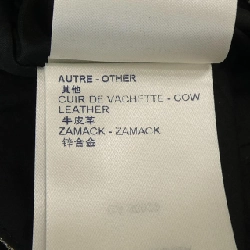 AUTRE - OTHER
其他
CUIR DE VACHETTE - COW
LEATHER
牛皮革
ZAMACK - ZAMACK
锌合金